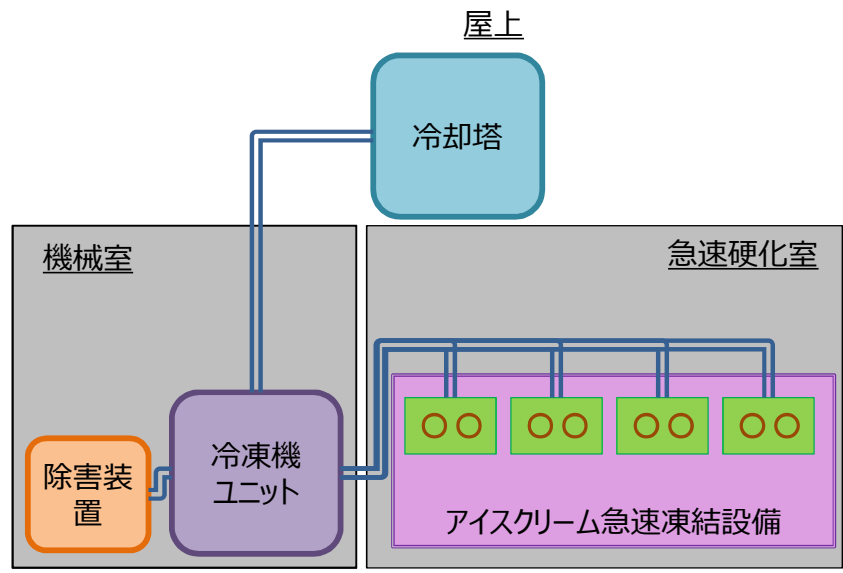 屋上
冷却塔
機械室
急速硬化室
除害装
置
冷凍機
ユニット
アイスクリーム急速凍結設備